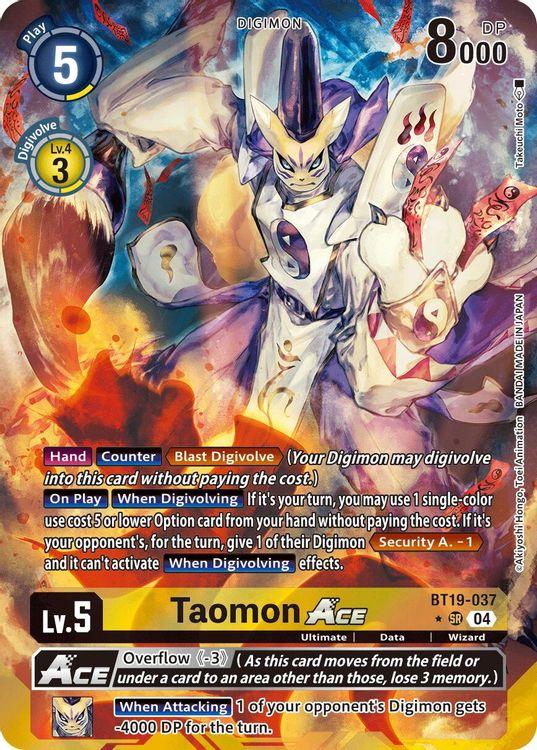 DIGIMON
Play
5
DP
8000
Digivolve
Lv.4
3
Takeuchi Moto
Hand Counter Blast Digivolve (Your Digimon may digivolve
into this card without paying the cost.)
On Play When Digivolving If it's your turn, you may use 1 single-color
use cost 5 or lower Option card from your hand without paying the cost. If it's
your opponent's, for the turn, give 1 of their Digimon Security A. -1
and it can't activate When Digivolving effects.
©Akiyoshi Hongo, Toei Animation BANDAI MADE IN JAPAN
Lv.5
Taomon ACE
BT19-037
SR 04
Ultimate | Data | Wizard
ACE Overflow《-3》( As this card moves from the field or
under a card to an area other than those, lose 3 memory.)
When Attacking 1 of your opponent's Digimon gets
-4000 DP for the turn.